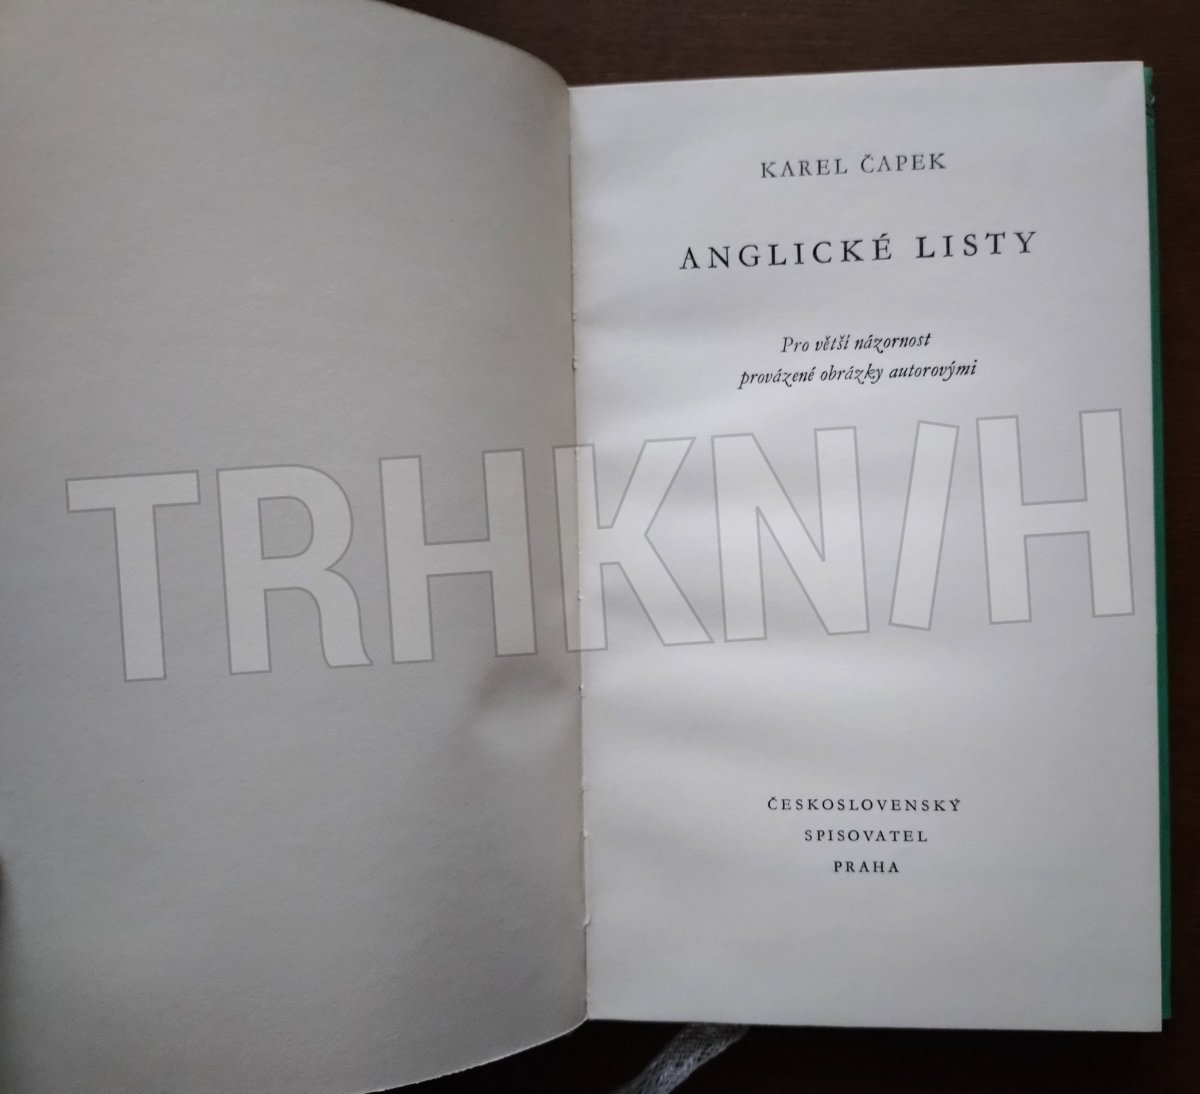 KAREL ČAPEK
ANGLICKÉ LISTY
Pro větší názornost
provázené obrázky autorovými
TRHKNIH
ČESKOSLOVENSKÝ
SPISOVATEL
PRAHA